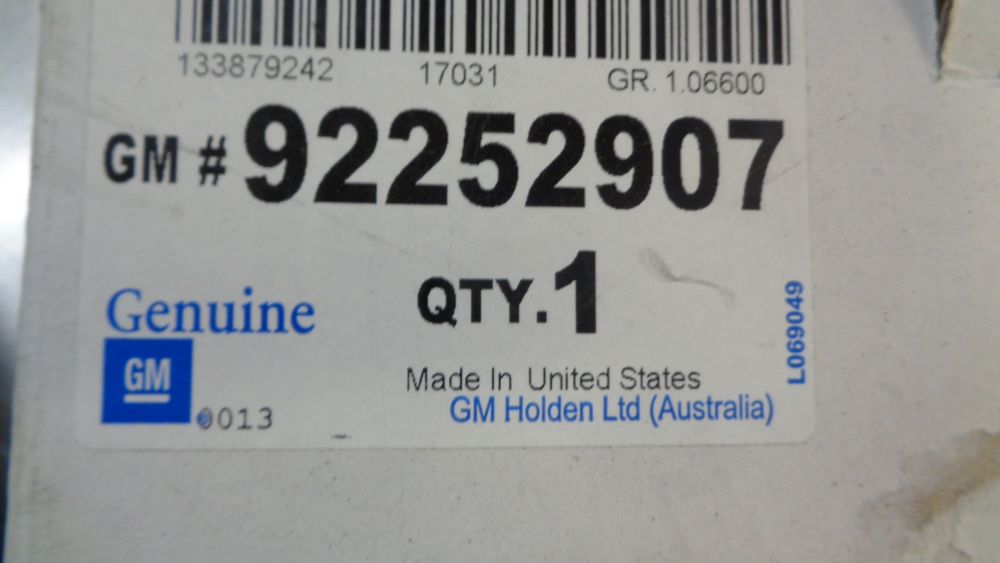 133879242 17031 GR. 1.06600
GM # 92252907
QTY. 1
Genuine
GM
0013
Made In United States
GM Holden Ltd (Australia)
L069049